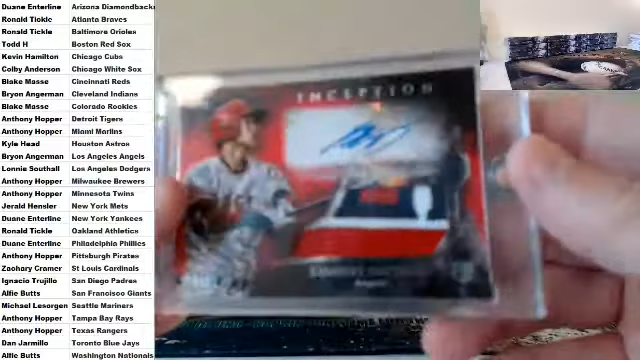 Duane Enterline Arizona Diamondbacks
Ronald Tickle Atlanta Braves
Ronald Tickle Baltimore Orioles
Todd H Boston Red Sox
Kevin Hamilton Chicago Cubs
Colby Anderson Chicago White Sox
Blake Masse Cincinnati Reds
Bryon Angerman Cleveland Indians
Blake Masse Colorado Rookies
Anthony Hopper Detroit Tigers
Anthony Hopper Miami Marlins
Kyle Head Houston Astros
Bryon Angerman Los Angeles Angels
Lonnie Southall Los Angeles Dodgers
Anthony Hopper Milwaukee Brewers
Anthony Hopper Minnesota Twins
Jerald Hensler New York Mets
Duane Enterline New York Yankees
Ronald Tickle Oakland Athletics
Duane Enterline Philadelphia Phillies
Anthony Hopper Pittsburgh Pirates
Zachary Cramer St Louis Cardinals
Ignacio Trujillo San Diego Padres
Alfie Butts San Francisco Giants
Michael Lesorgen Seattle Mariners
Anthony Hopper Tampa Bay Rays
Anthony Hopper Texas Rangers
Dan Jarmillo Toronto Blue Jays
Alfie Butts Washington Nationals
INCEPTION